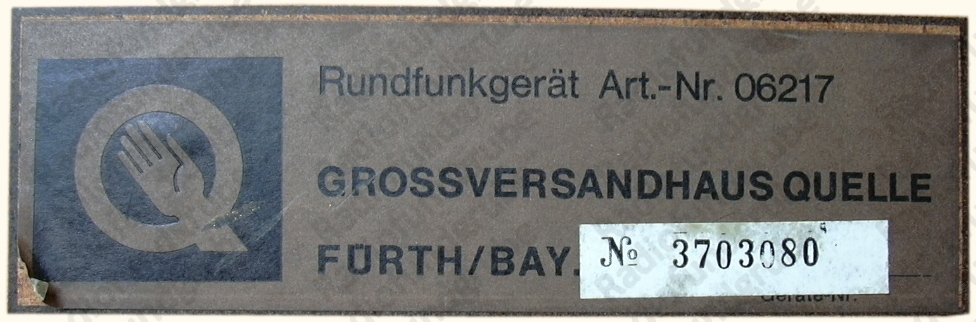 Rundfunkgerät Art.-Nr. 06217
GROSSVERSANDHAUS QUELLE
FÜRTH/BAY.
№ 3703080
Geräte-Nr.